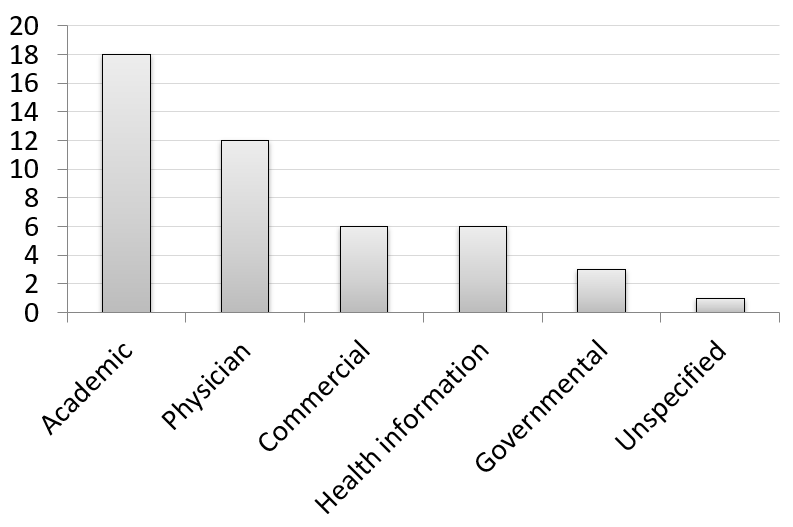 20
18
16
14
12
10
8
6
4
2
0
Academic
Physician
Commercial
Health information
Governmental
Unspecified